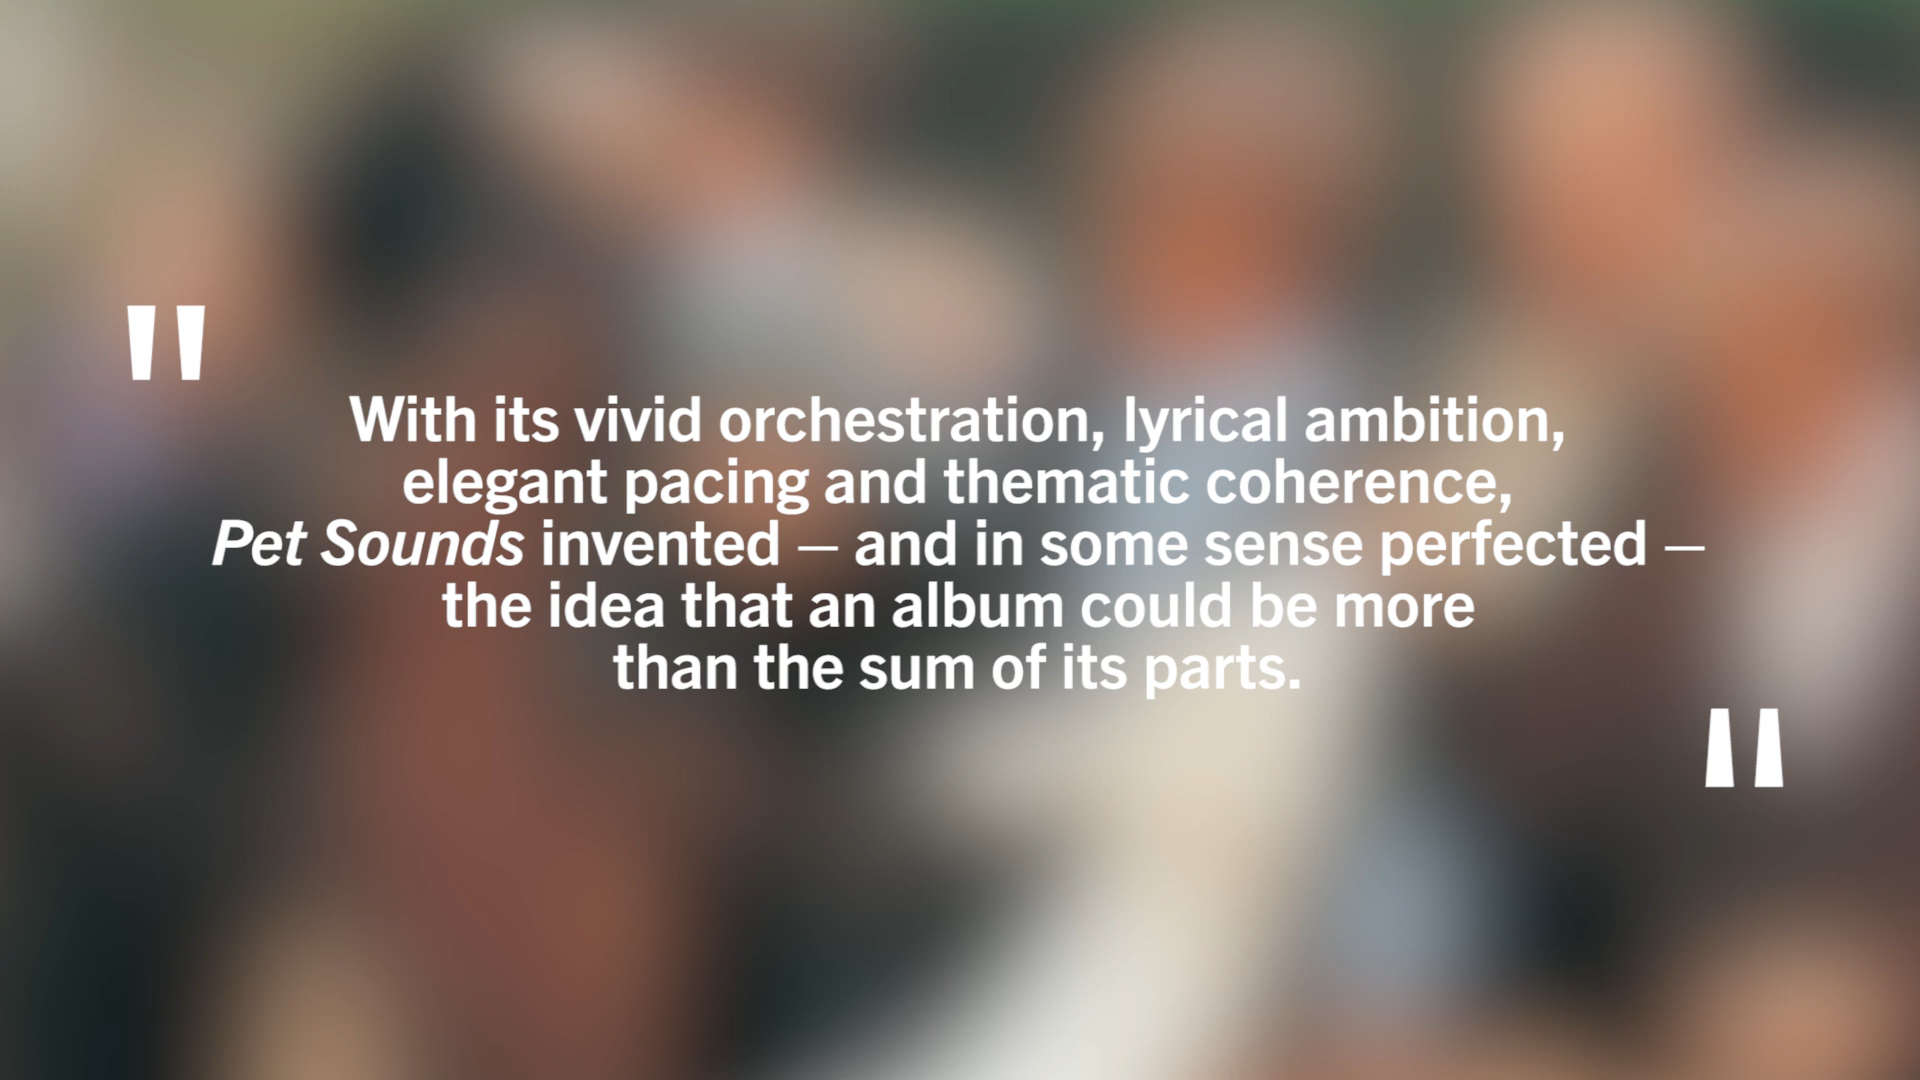 "
With its vivid orchestration, lyrical ambition,
elegant pacing and thematic coherence,
Pet Sounds invented — and in some sense perfected —
the idea that an album could be more
than the sum of its parts.
"